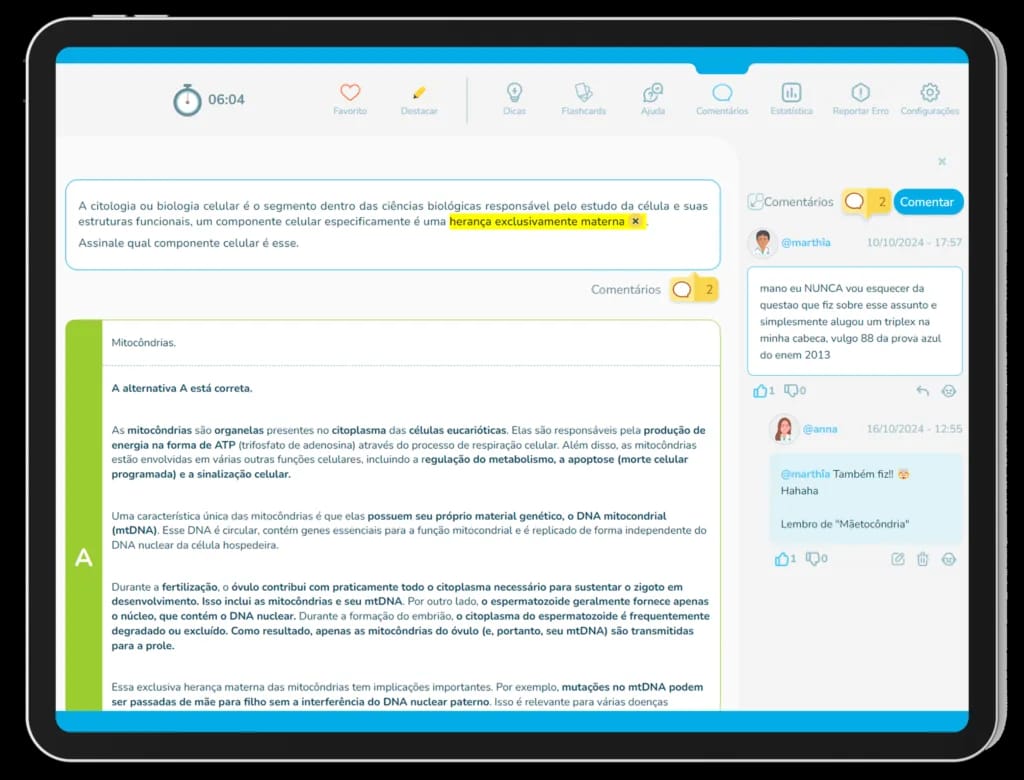 06:04
Favorito
Destacar
Dicas
Flashcards
Ajuda
Comentários
Estatística
Reportar Erro
Configurações
A citologia ou biologia celular é o segmento dentro das ciências biológicas responsável pelo estudo da célula e suas
estruturas funcionais, um componente celular especificamente é uma herança exclusivamente materna ✕ .
Assinale qual componente celular é esse.
Comentários 2
A
Mitocôndrias.
A alternativa A está correta.
As mitocôndrias são organelas presentes no citoplasma das células eucarióticas. Elas são responsáveis pela produção de
energia na forma de ATP (trifosfato de adenosina) através do processo de respiração celular. Além disso, as mitocôndrias
estão envolvidas em várias outras funções celulares, incluindo a regulação do metabolismo, a apoptose (morte celular
programada) e a sinalização celular.
Uma característica única das mitocôndrias é que elas possuem seu próprio material genético, o DNA mitocondrial
(mtDNA). Esse DNA é circular, contém genes essenciais para a função mitocondrial e é replicado de forma independente do
DNA nuclear da célula hospedeira.
Durante a fertilização, o óvulo contribui com praticamente todo o citoplasma necessário para sustentar o zigoto em
desenvolvimento. Isso inclui as mitocôndrias e seu mtDNA. Por outro lado, o espermatozoide geralmente fornece apenas
o núcleo, que contém o DNA nuclear. Durante a formação do embrião, o citoplasma do espermatozoide é frequentemente
degradado ou excluído. Como resultado, apenas as mitocôndrias do óvulo (e, portanto, seu mtDNA) são transmitidas
para a prole.
Essa exclusiva herança materna das mitocôndrias tem implicações importantes. Por exemplo, mutações no mtDNA podem
ser passadas de mãe para filho sem a interferência do DNA nuclear paterno. Isso é relevante para várias doenças
✕
Comentários 2 Comentar
@marthia 10/10/2024 - 17:57
mano eu NUNCA vou esquecer da
questao que fiz sobre esse assunto e
simplesmente alugou um triplex na
minha cabeca, vulgo 88 da prova azul
do enem 2013
1 0
@anna 16/10/2024 - 12:55
@marthia Também fiz!! 🤯
Hahaha
Lembro de "Mãetocôndria"
1 0